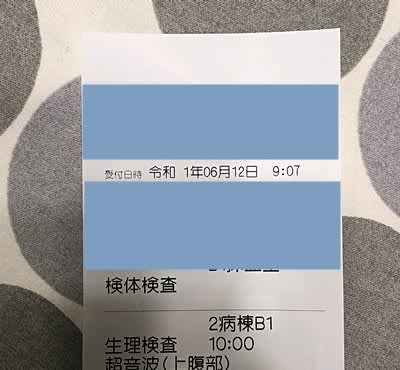 受付日時 令和 1年06月12日 9:07
検体検査
2病棟B1
生理検査 10:00
超音波(上腹部)